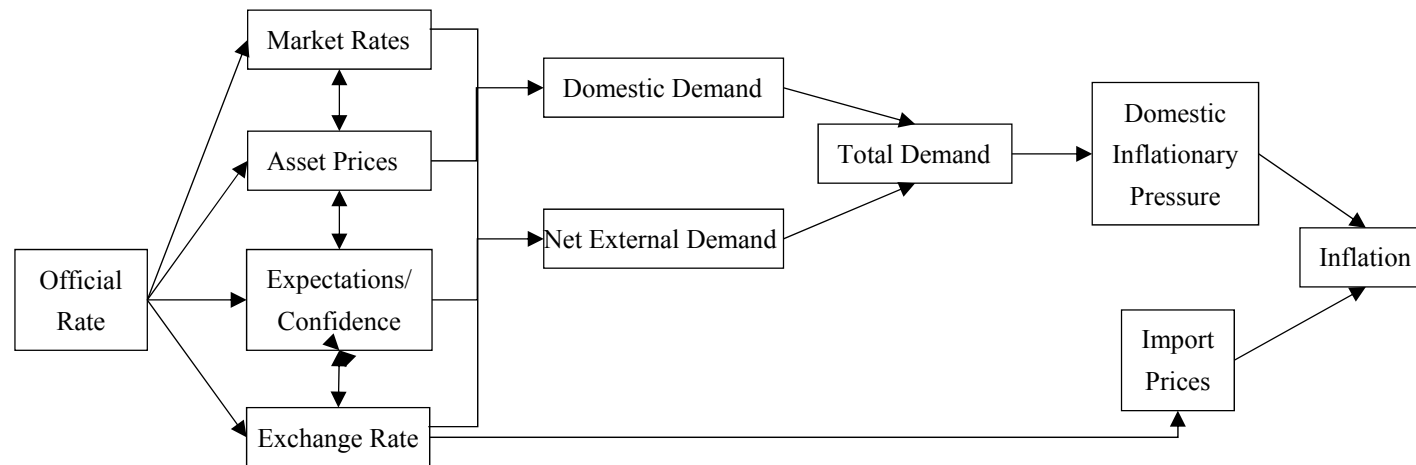 Market Rates
Asset Prices
Official
Rate
Expectations/
Confidence
Exchange Rate
Domestic Demand
Net External Demand
Total Demand
Domestic
Inflationary
Pressure
Import
Prices
Inflation